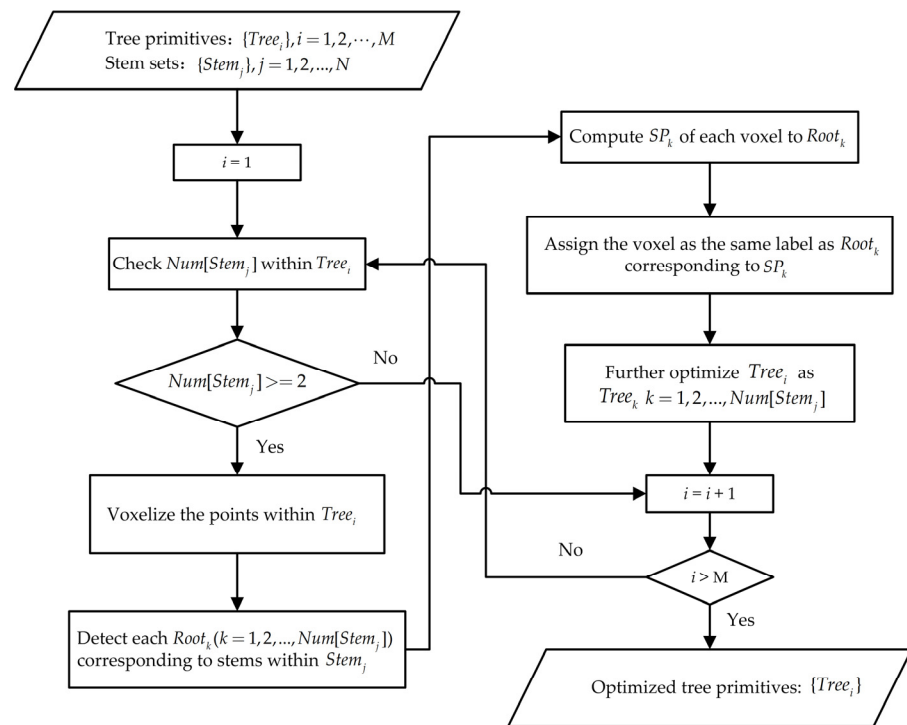 Tree primitives: {Tree_i}, i = 1, 2, ⋯, M
Stem sets: {Stem_j}, j = 1, 2, ..., N
i = 1
Check Num[Stem_j] within Tree_i
Num[Stem_j] >= 2
No
Yes
Voxelize the points within Tree_i
Detect each Root_k (k = 1, 2, ..., Num[Stem_j])
corresponding to stems within Stem_j
Compute SP_k of each voxel to Root_k
Assign the voxel as the same label as Root_k
corresponding to SP_k
Further optimize Tree_i as
Tree_k k = 1, 2, ..., Num[Stem_j]
i = i + 1
No
i > M
Yes
Optimized tree primitives: {Tree_i}